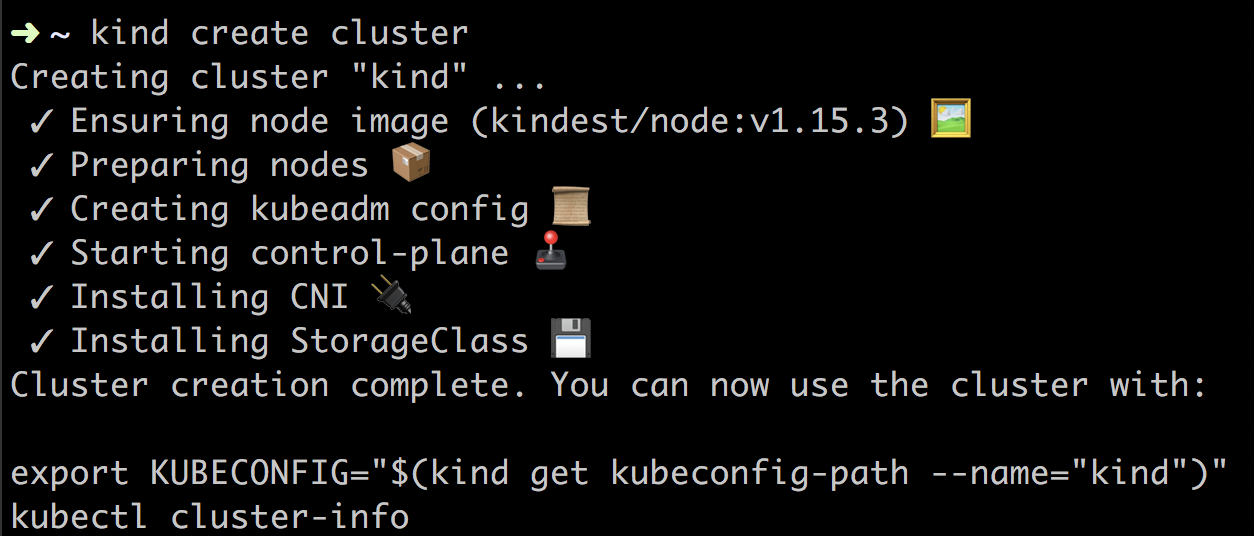 ➜ ~ kind create cluster
Creating cluster "kind" ...
✓ Ensuring node image (kindest/node:v1.15.3) 🖼
✓ Preparing nodes 📦
✓ Creating kubeadm config 📜
✓ Starting control-plane 🕹️
✓ Installing CNI 🔌
✓ Installing StorageClass 💾
Cluster creation complete. You can now use the cluster with:

export KUBECONFIG="$(kind get kubeconfig-path --name="kind")"
kubectl cluster-info